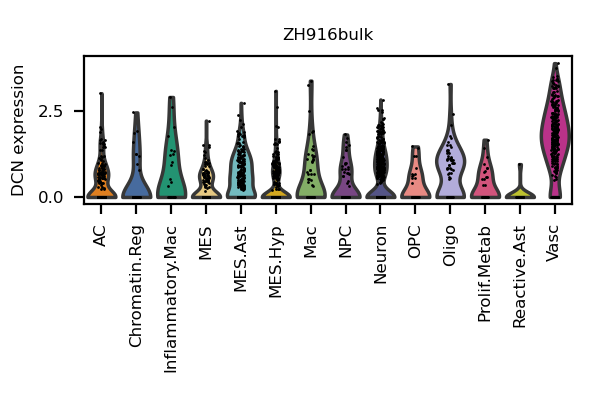 ZH916bulk
DCN expression
2.5
0.0
AC
Chromatin.Reg
Inflammatory.Mac
MES
MES.Ast
MES.Hyp
Mac
NPC
Neuron
OPC
Oligo
Prolif.Metab
Reactive.Ast
Vasc